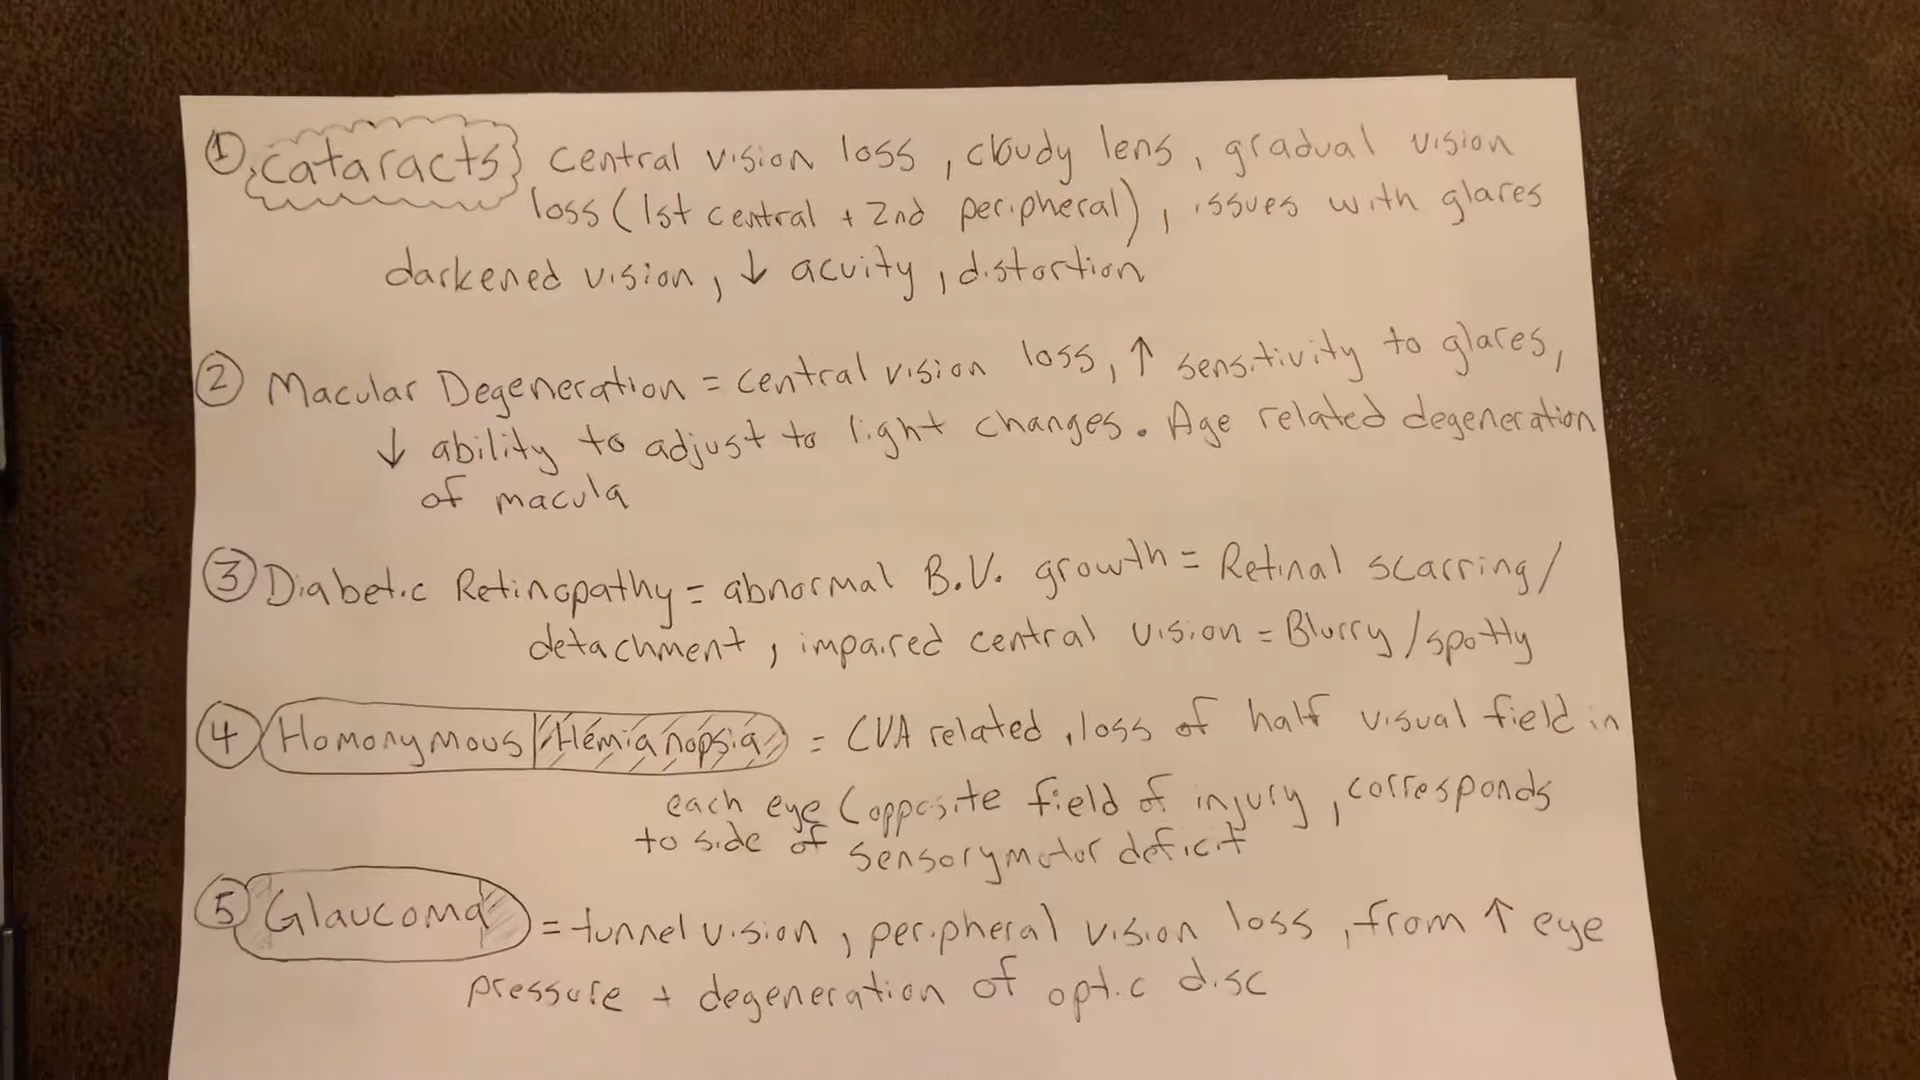 ① cataracts central vision loss, cloudy lens, gradual vision
loss (1st central + 2nd peripheral), issues with glares
darkened vision, ↓ acuity, distortion
② Macular Degeneration = central vision loss, ↑ sensitivity to glares,
↓ ability to adjust to light changes. Age related degeneration
of macula
③ Diabetic Retinopathy = abnormal B.V. growth = Retinal scarring/
detachment, impaired central vision = Blurry/spotty
④ Homonymous Hemianopsia = CVA related, loss of half visual field in
each eye (opposite field of injury, corresponds
to side of sensorymotor deficit
⑤ Glaucoma = tunnel vision, peripheral vision loss, from ↑ eye
pressure + degeneration of optic disc